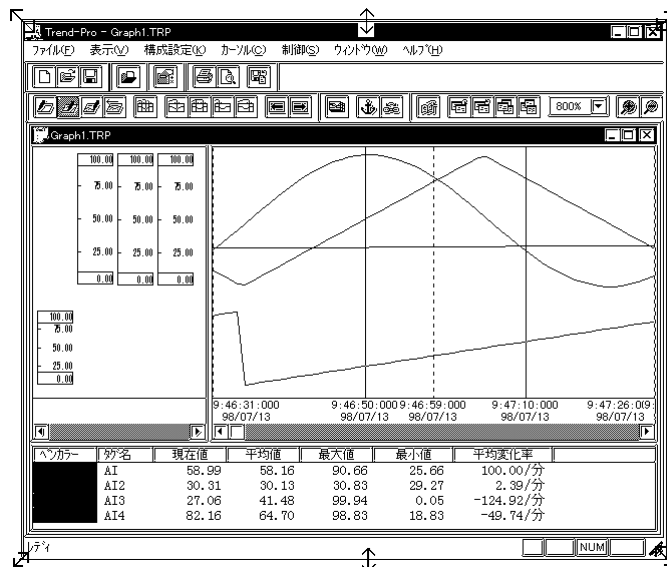 Trend-Pro - Graph1.TRP
ファイル(F) 表示(V) 構成設定(K) カーソル(C) 制御(S) ウィンドウ(W) ヘルプ(H)
800%
Graph1.TRP
100.00 100.00 100.00
75.00 75.00 75.00
50.00 50.00 50.00
25.00 25.00 25.00
0.00 0.00 0.00
100.00
75.00
50.00
25.00
0.00
9:46:31:000 9:46:50:000 9:46:59:000 9:47:10:000 9:47:26:0(9:
98/07/13 98/07/13 98/07/13 98/07/13 98/07/13
ペンカラー タグ名 現在値 平均値 最大値 最小値 平均変化率
AI 58.99 58.16 90.66 25.66 100.00/分
AI2 30.31 30.13 30.83 29.27 2.39/分
AI3 27.06 41.48 99.94 0.05 -124.92/分
AI4 82.16 64.70 98.83 18.83 -49.74/分
レディ NUM